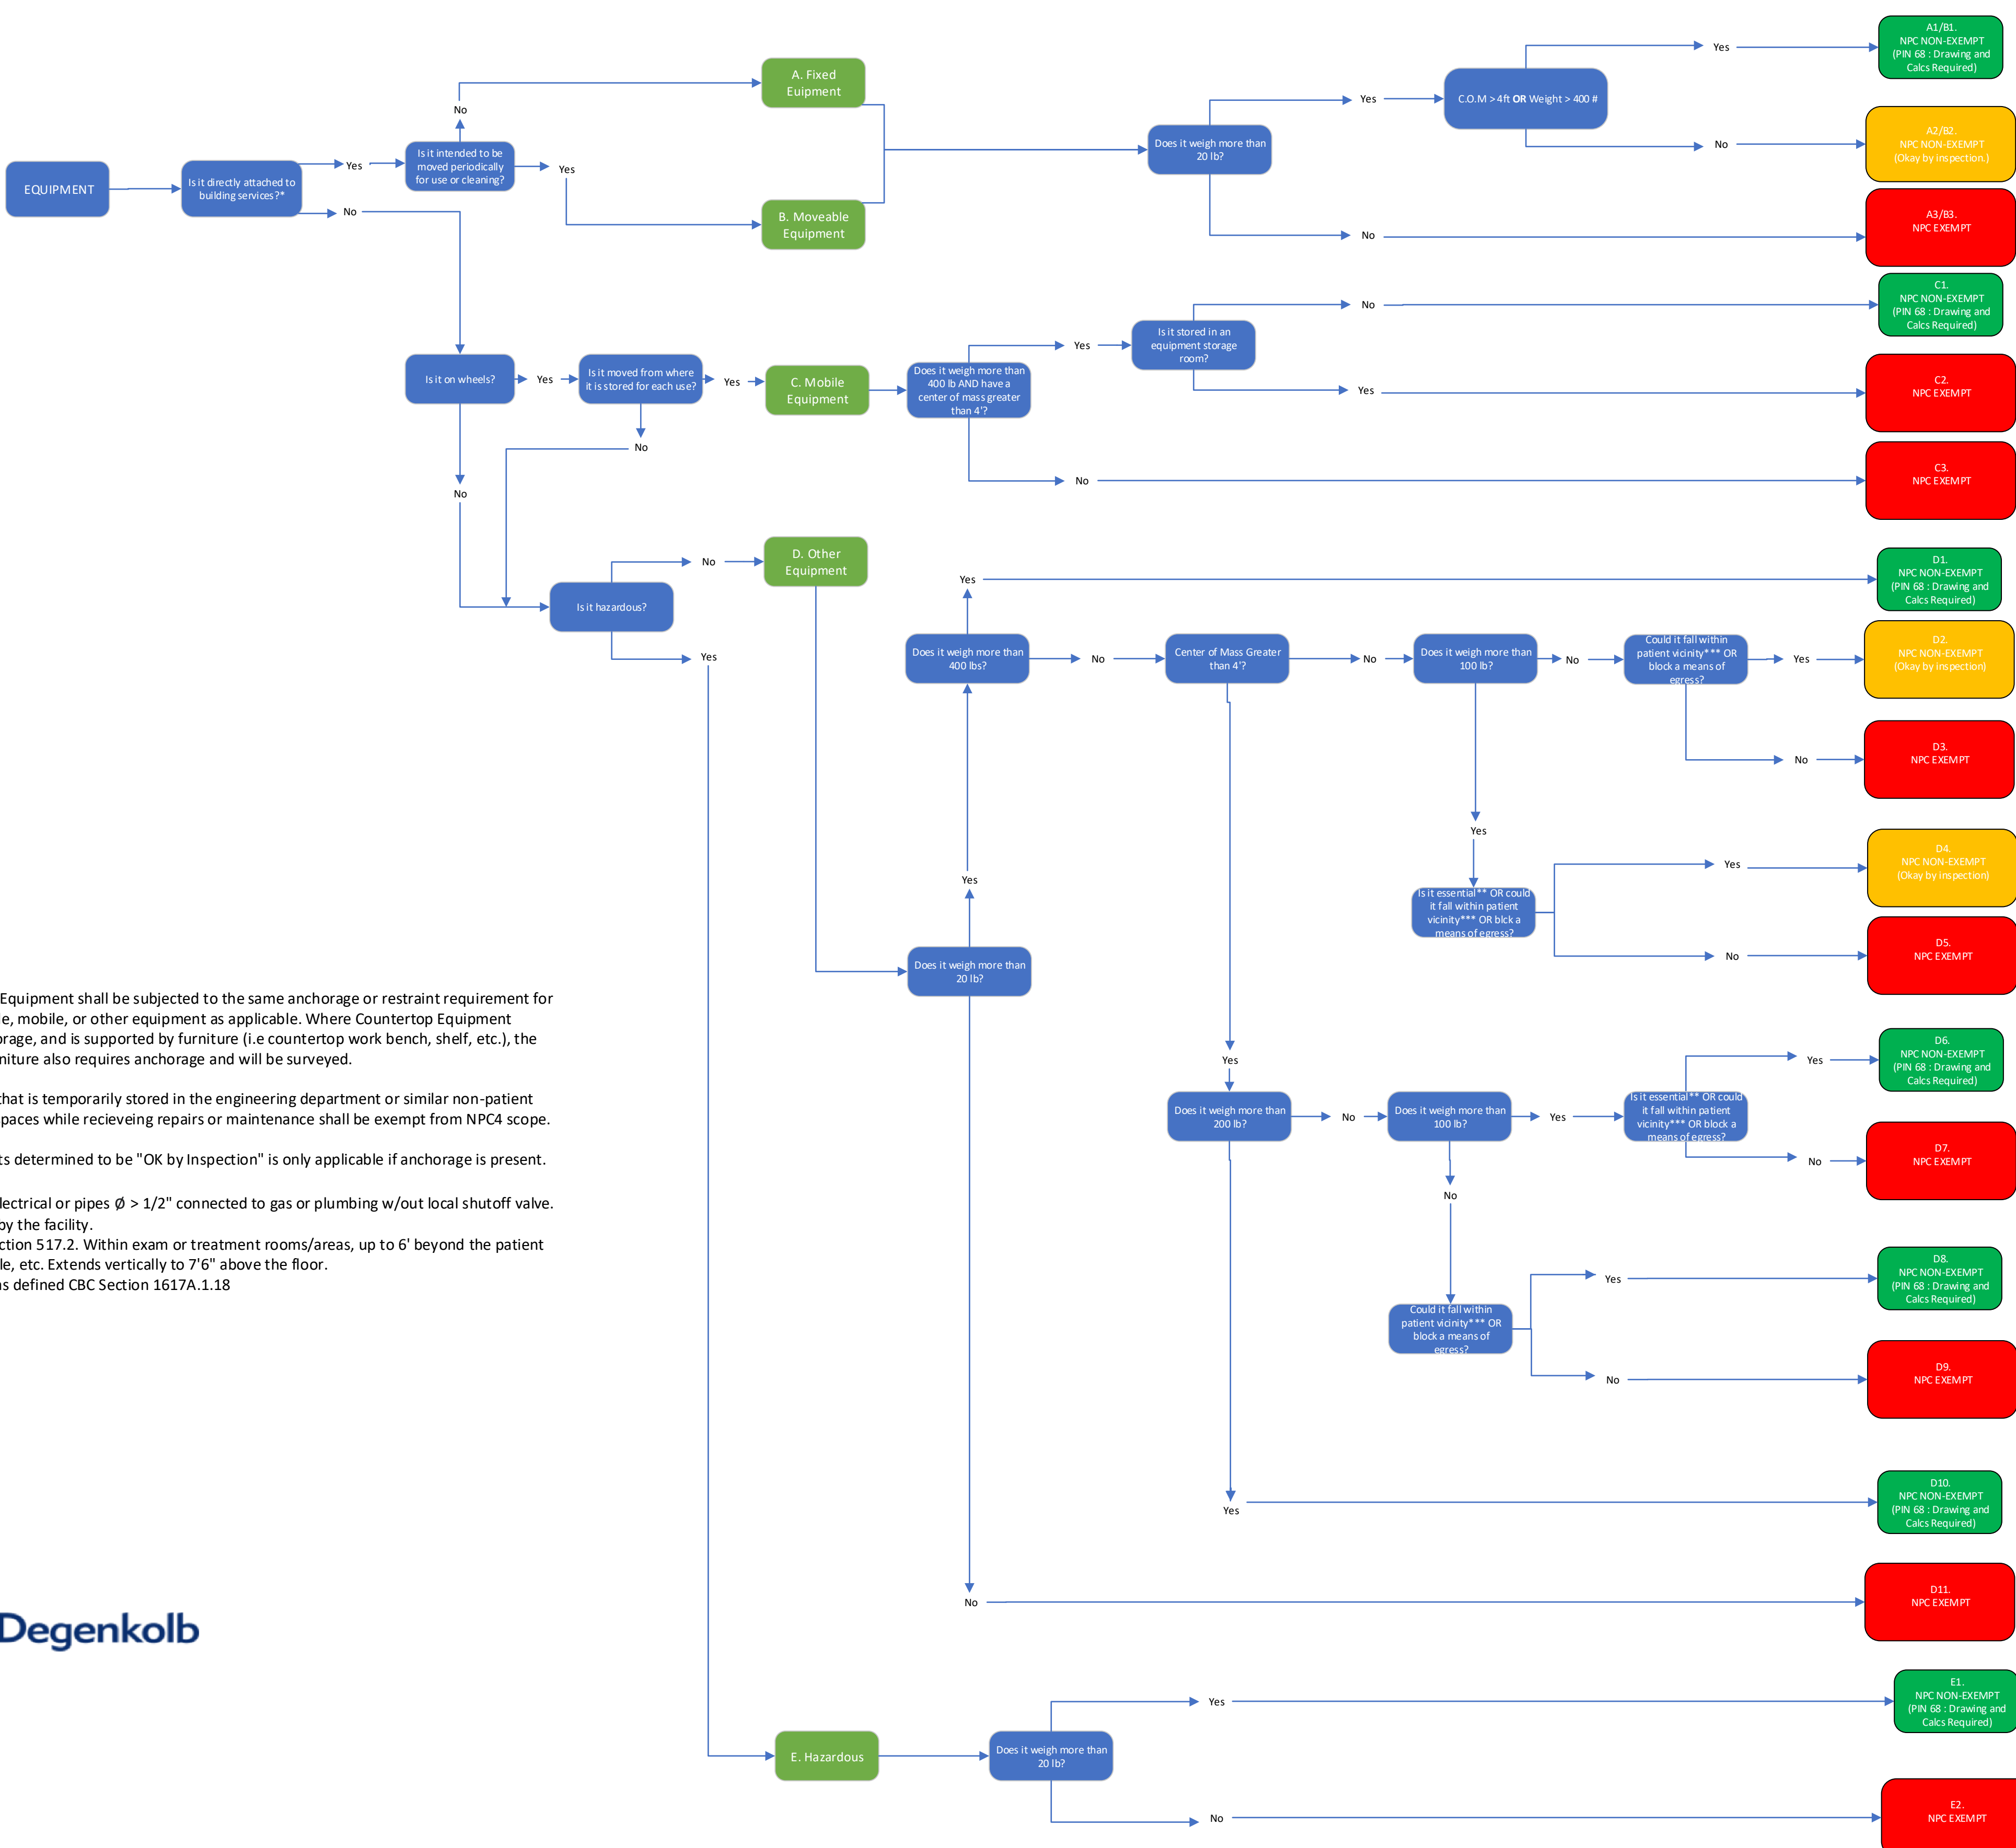 EQUIPMENT
Is it directly attached to
building services?*
Yes
No
Is it intended to be
moved periodically
for use or cleaning?
No
Yes
A. Fixed
Euipment
B. Moveable
Equipment
Does it weigh more than
20 lb?
Yes
No
C.O.M > 4ft OR Weight > 400 #
Yes
No
A1/B1.
NPC NON-EXEMPT
(PIN 68 : Drawing and
Calcs Required)
A2/B2.
NPC NON-EXEMPT
(Okay by inspection.)
A3/B3.
NPC EXEMPT
Is it on wheels?
Yes
No
Is it moved from where
it is stored for each use?
Yes
No
C. Mobile
Equipment
Does it weigh more than
400 lb AND have a
center of mass greater
than 4'?
Yes
No
Is it stored in an
equipment storage
room?
No
Yes
C1.
NPC NON-EXEMPT
(PIN 68 : Drawing and
Calcs Required)
C2.
NPC EXEMPT
C3.
NPC EXEMPT
Is it hazardous?
No
Yes
D. Other
Equipment
Does it weigh more than
20 lb?
Yes
No
Does it weigh more than
400 lbs?
Yes
No
Center of Mass Greater
than 4'?
No
Yes
Does it weigh more than
100 lb?
No
Yes
Could it fall within
patient vicinity*** OR
block a means of
egress?
Yes
No
D1.
NPC NON-EXEMPT
(PIN 68 : Drawing and
Calcs Required)
D2.
NPC NON-EXEMPT
(Okay by inspection)
D3.
NPC EXEMPT
Is it essential** OR could
it fall within patient
vicinity*** OR blck a
means of egress?
Yes
No
D4.
NPC NON-EXEMPT
(Okay by inspection)
D5.
NPC EXEMPT
Does it weigh more than
200 lb?
No
Yes
Does it weigh more than
100 lb?
Yes
No
Is it essential** OR could
it fall within patient
vicinity*** OR block a
means of egress?
Yes
No
D6.
NPC NON-EXEMPT
(PIN 68 : Drawing and
Calcs Required)
D7.
NPC EXEMPT
Could it fall within
patient vicinity*** OR
block a means of
egress?
Yes
No
D8.
NPC NON-EXEMPT
(PIN 68 : Drawing and
Calcs Required)
D9.
NPC EXEMPT
D10.
NPC NON-EXEMPT
(PIN 68 : Drawing and
Calcs Required)
D11.
NPC EXEMPT
E. Hazardous
Does it weigh more than
20 lb?
Yes
No
E1.
NPC NON-EXEMPT
(PIN 68 : Drawing and
Calcs Required)
E2.
NPC EXEMPT
Equipment shall be subjected to the same anchorage or restraint requirement for
mobile, or other equipment as applicable. Where Countertop Equipment
and is supported by furniture (i.e countertop work bench, shelf, etc.), the
also requires anchorage and will be surveyed.
that is temporarily stored in the engineering department or similar non-patient
while recieveing repairs or maintenance shall be exempt from NPC4 scope.
determined to be "OK by Inspection" is only applicable if anchorage is present.
or pipes Ø > 1/2" connected to gas or plumbing w/out local shutoff valve.
by the facility.
517.2. Within exam or treatment rooms/areas, up to 6' beyond the patient
etc. Extends vertically to 7'6" above the floor.
defined CBC Section 1617A.1.18
Degenkolb